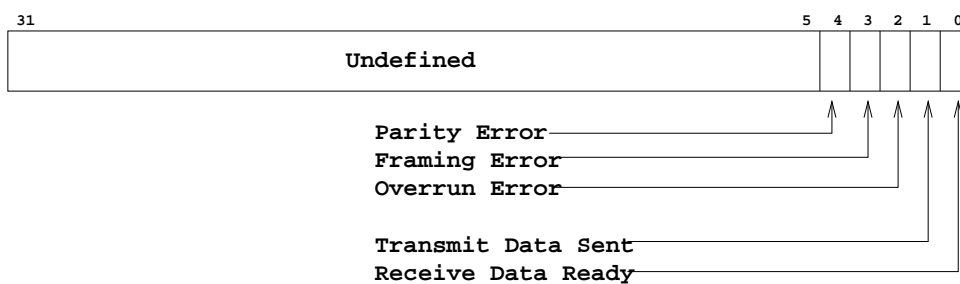 31 5 4 3 2 1 0
Undefined
Parity Error
Framing Error
Overrun Error
Transmit Data Sent
Receive Data Ready